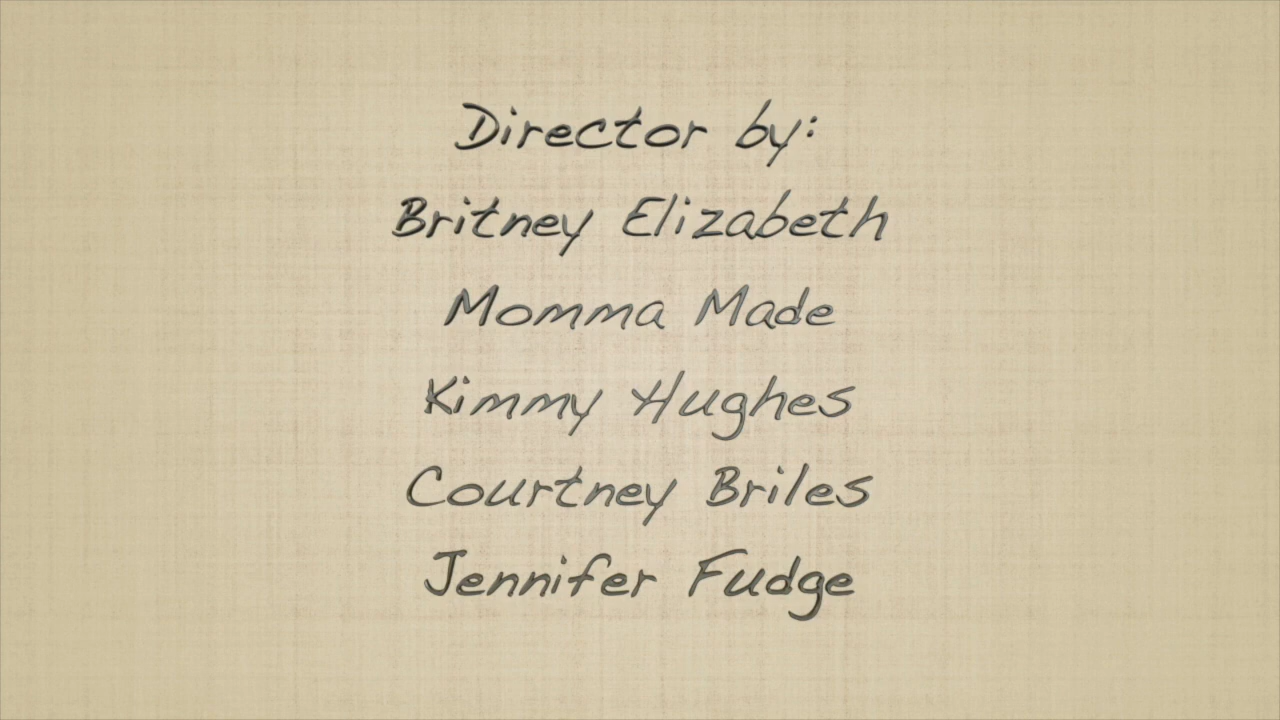 Director by:
Britney Elizabeth
Momma Made
Kimmy Hughes
Courtney Briles
Jennifer Fudge